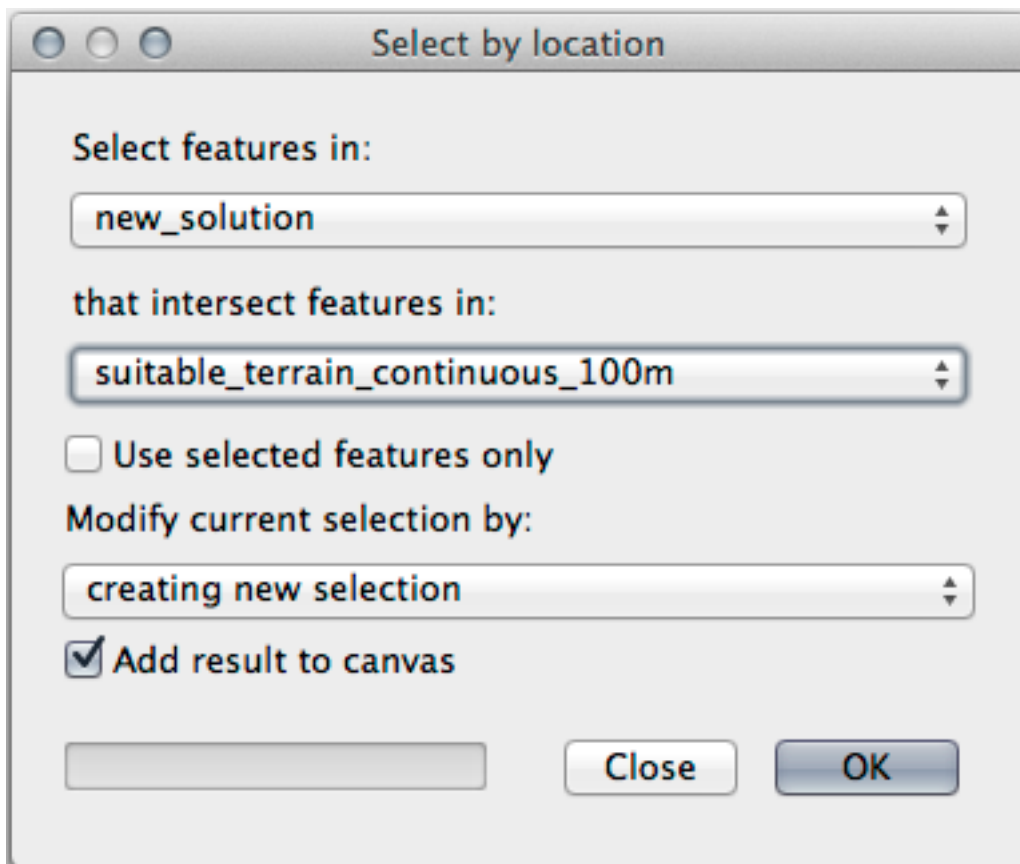 Select by location
Select features in:
new_solution
that intersect features in:
suitable_terrain_continuous_100m
Use selected features only
Modify current selection by:
creating new selection
Add result to canvas
Close
OK